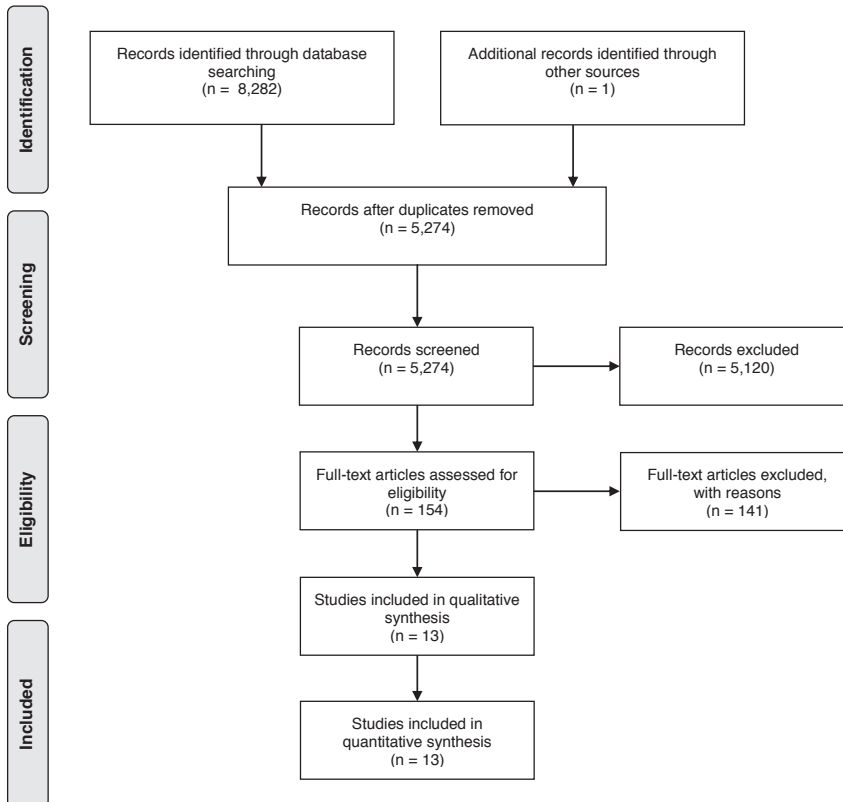 Identification
Records identified through database
searching
(n = 8,282)
Additional records identified through
other sources
(n = 1)
Screening
Records after duplicates removed
(n = 5,274)
Records screened
(n = 5,274)
Records excluded
(n = 5,120)
Eligibility
Full-text articles assessed for
eligibility
(n = 154)
Full-text articles excluded,
with reasons
(n = 141)
Studies included in qualitative
synthesis
(n = 13)
Included
Studies included in
quantitative synthesis
(n = 13)